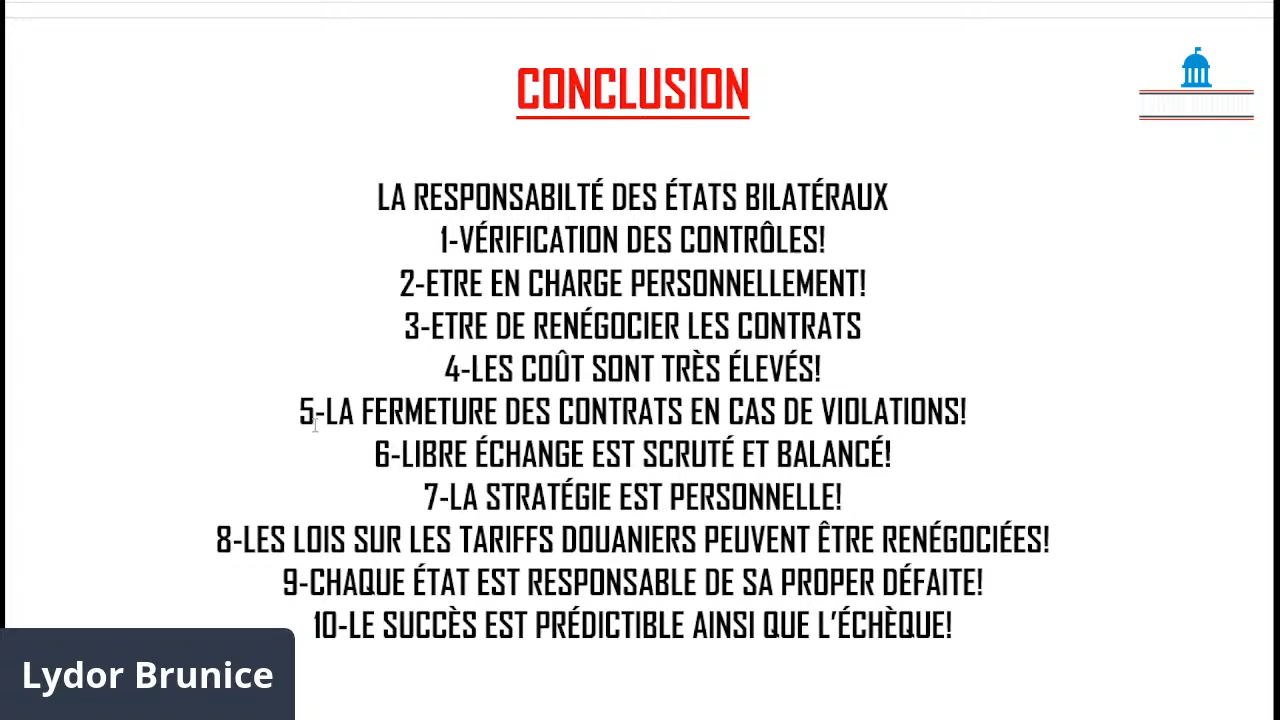 CONCLUSION
LA RESPONSABILTÉ DES ÉTATS BILATÉRAUX
1-VÉRIFICATION DES CONTRÔLES!
2-ETRE EN CHARGE PERSONNELLEMENT!
3-ETRE DE RENÉGOCIER LES CONTRATS
4-LES COÛT SONT TRÈS ÉLEVÉS!
5-LA FERMETURE DES CONTRATS EN CAS DE VIOLATIONS!
6-LIBRE ÉCHANGE EST SCRUTÉ ET BALANCÉ!
7-LA STRATÉGIE EST PERSONNELLE!
8-LES LOIS SUR LES TARIFFS DOUANIERS PEUVENT ÊTRE RENÉGOCIÉES!
9-CHAQUE ÉTAT EST RESPONSABLE DE SA PROPER DÉFAITE!
10-LE SUCCÈS EST PRÉDICTIBLE AINSI QUE L’ÉCHÈQUE!
Lydor Brunice